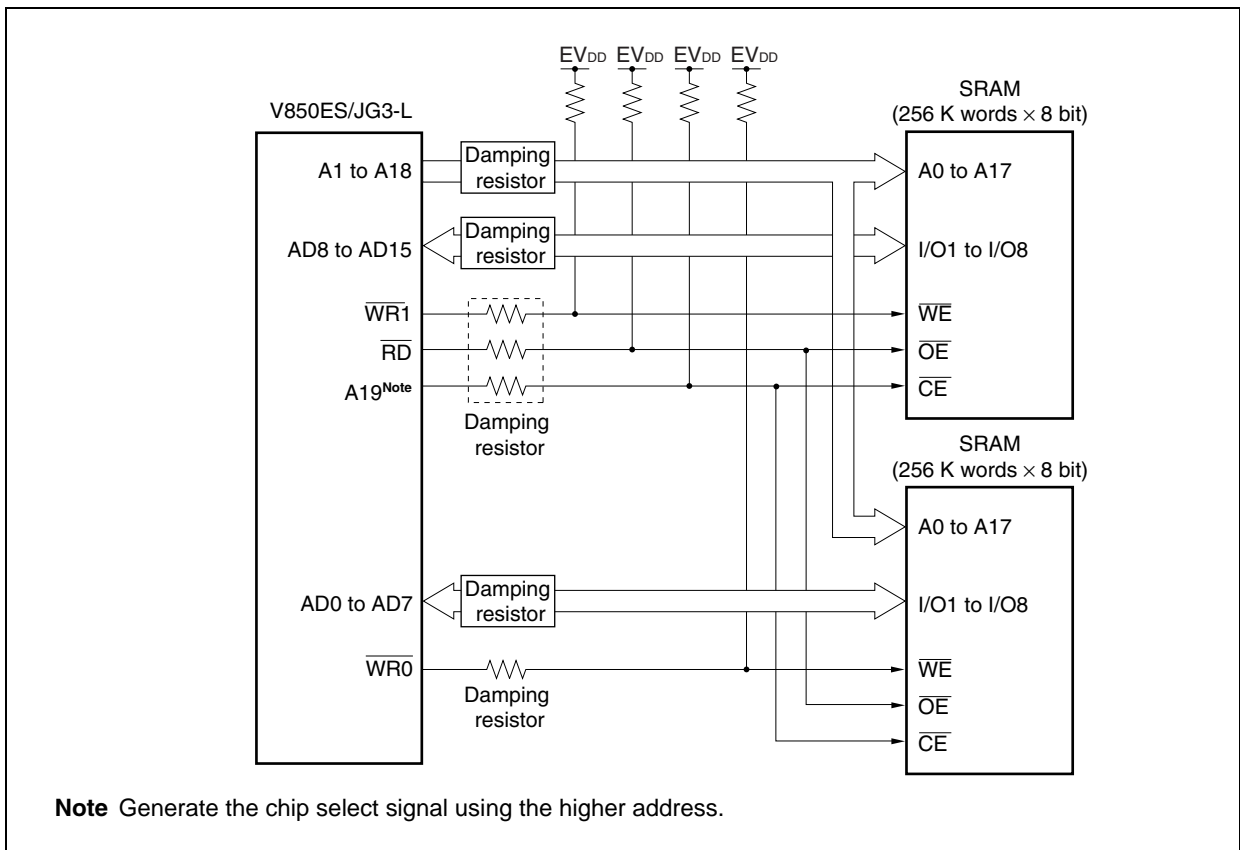 EVDD EVDD EVDD EVDD
V850ES/JG3-L
SRAM
(256 K words × 8 bit)
A1 to A18
Damping
resistor
A0 to A17
AD8 to AD15
Damping
resistor
I/O1 to I/O8
WR1
WE
RD
OE
A19Note
CE
Damping
resistor
SRAM
(256 K words × 8 bit)
A0 to A17
AD0 to AD7
Damping
resistor
I/O1 to I/O8
WR0
WE
Damping
resistor
OE
CE
Note Generate the chip select signal using the higher address.